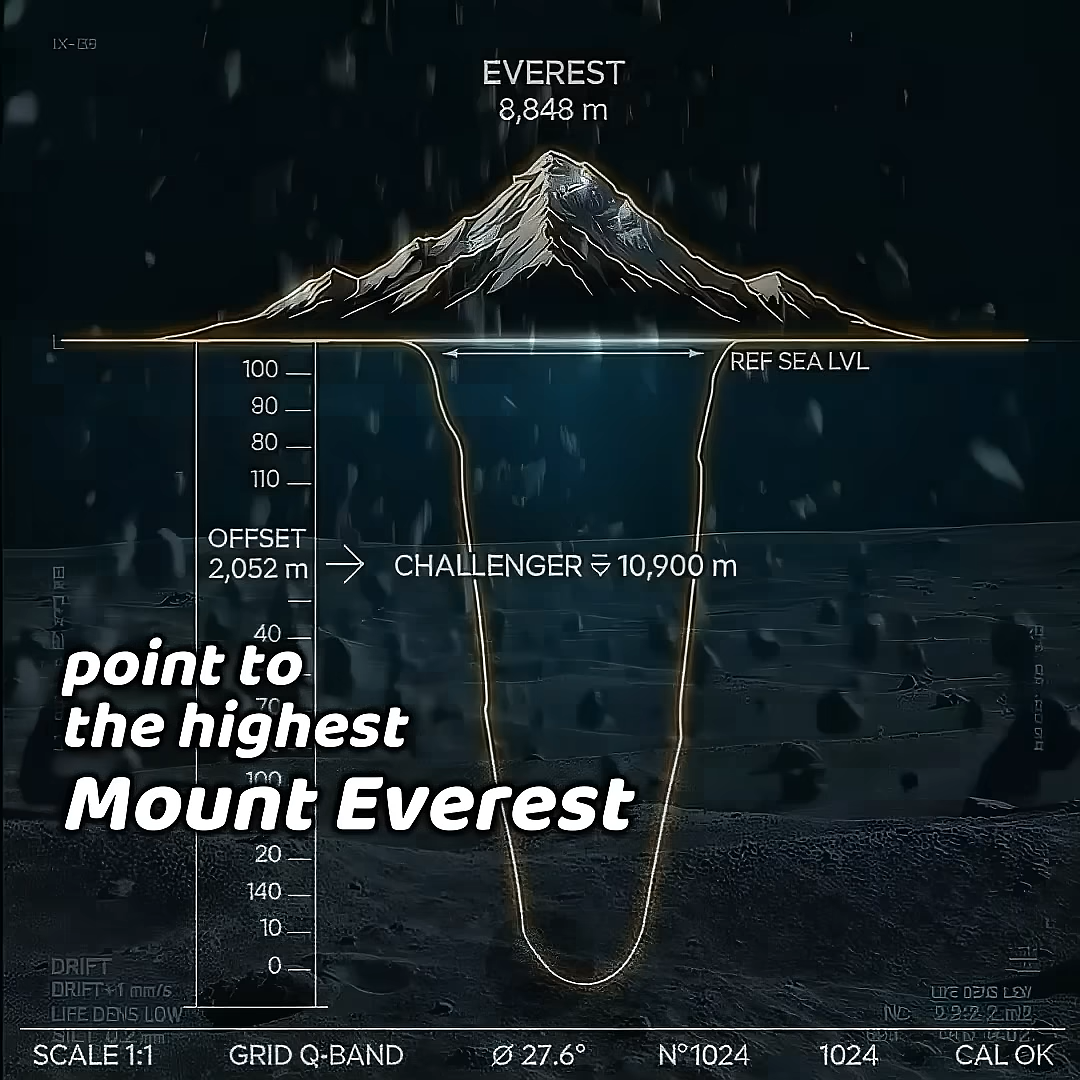 EVEREST
8,848 m
REF SEA LVL
100
90
80
110
OFFSET
2,052 m
CHALLENGER 10,900 m
40
point to
70
the highest
100
Mount Everest
20
140
10
0
DRIFT
DRIFT+1 mm/s
LIFE DENS LOW
SCALE 1:1 GRID Q-BAND Ø 27.6° N°1024 1024 CAL OK